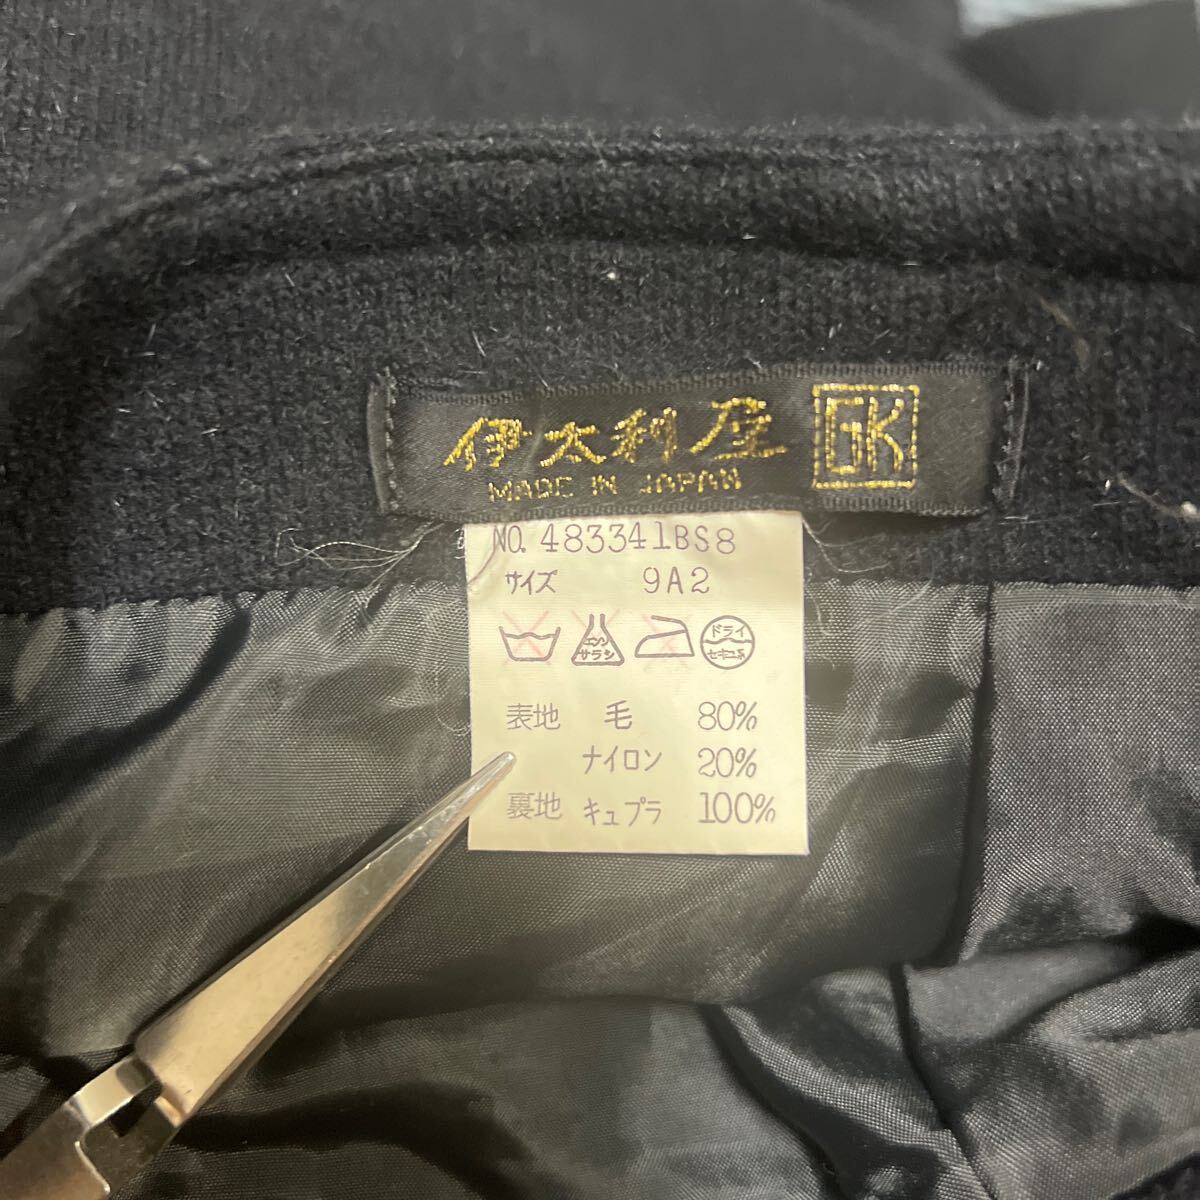 伊太利屋 GK
MADE IN JAPAN
NO. 483341BS8
サイズ 9A2
エンソ
サラシ
ドライ
セキユ系
表地 毛 80%
ナイロン 20%
裏地 キュプラ 100%